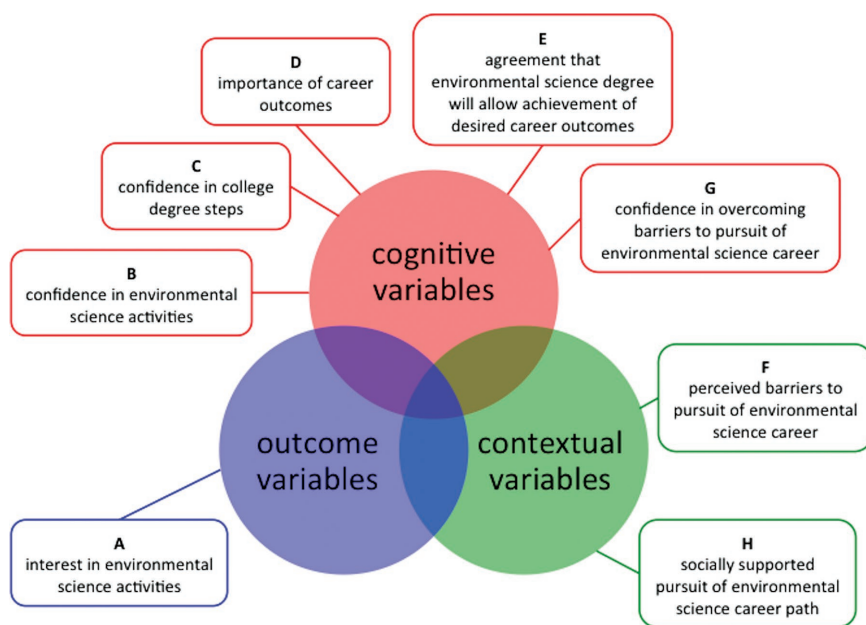 D
importance of career
outcomes
E
agreement that
environmental science degree
will allow achievement of
desired career outcomes
C
confidence in college
degree steps
G
confidence in overcoming
barriers to pursuit of
environmental science career
B
confidence in environmental
science activities
cognitive
variables
F
perceived barriers to
pursuit of environmental
science career
outcome
variables
contextual
variables
A
interest in environmental
science activities
H
socially supported
pursuit of environmental
science career path